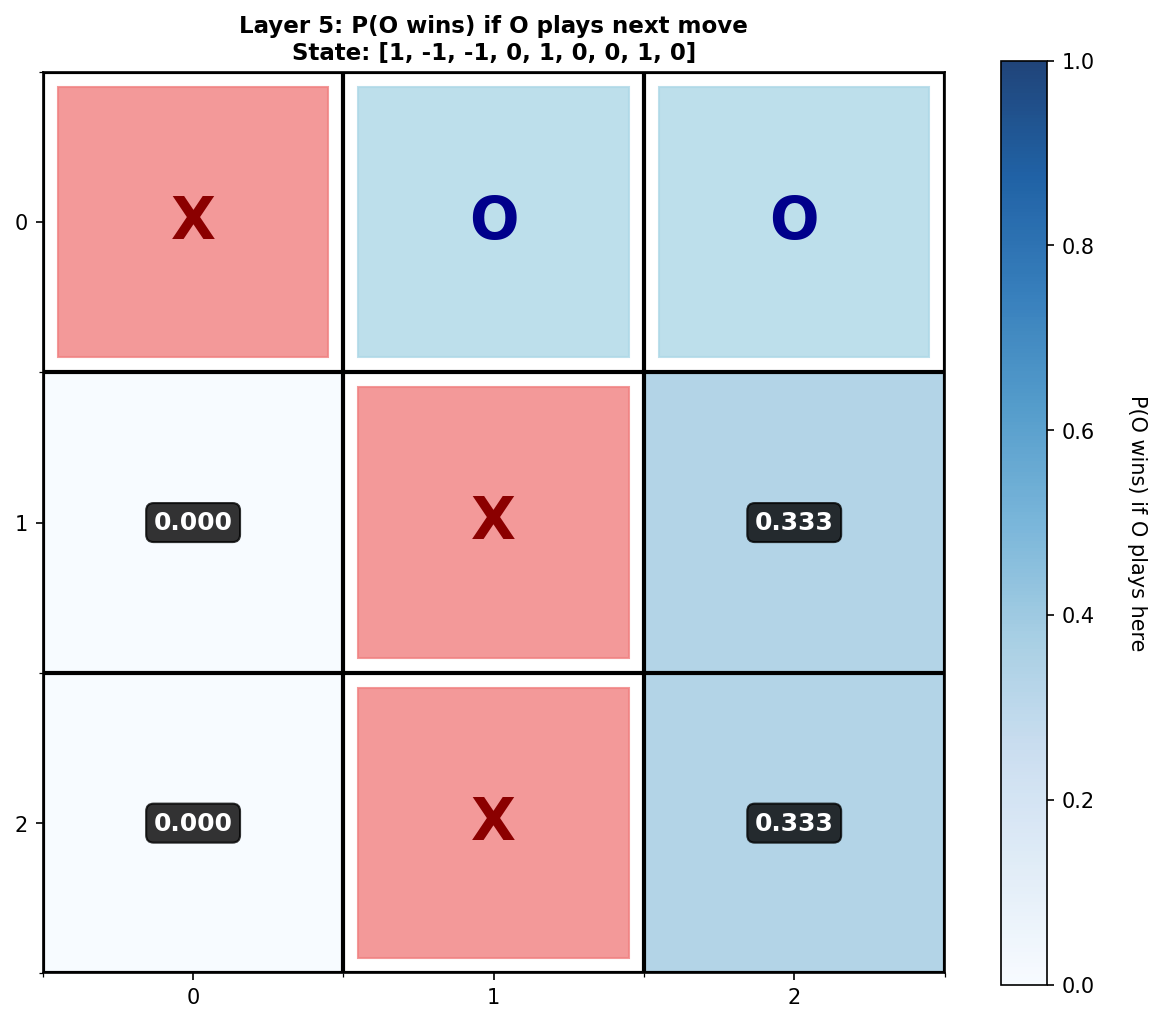 Layer 5: P(O wins) if O plays next move
State: [1, -1, -1, 0, 1, 0, 0, 1, 0]
0
X
O
O
1
0.000
X
0.333
2
0.000
X
0.333
0
1
2
1.0
0.8
0.6
0.4
0.2
0.0
P(O wins) if O plays here